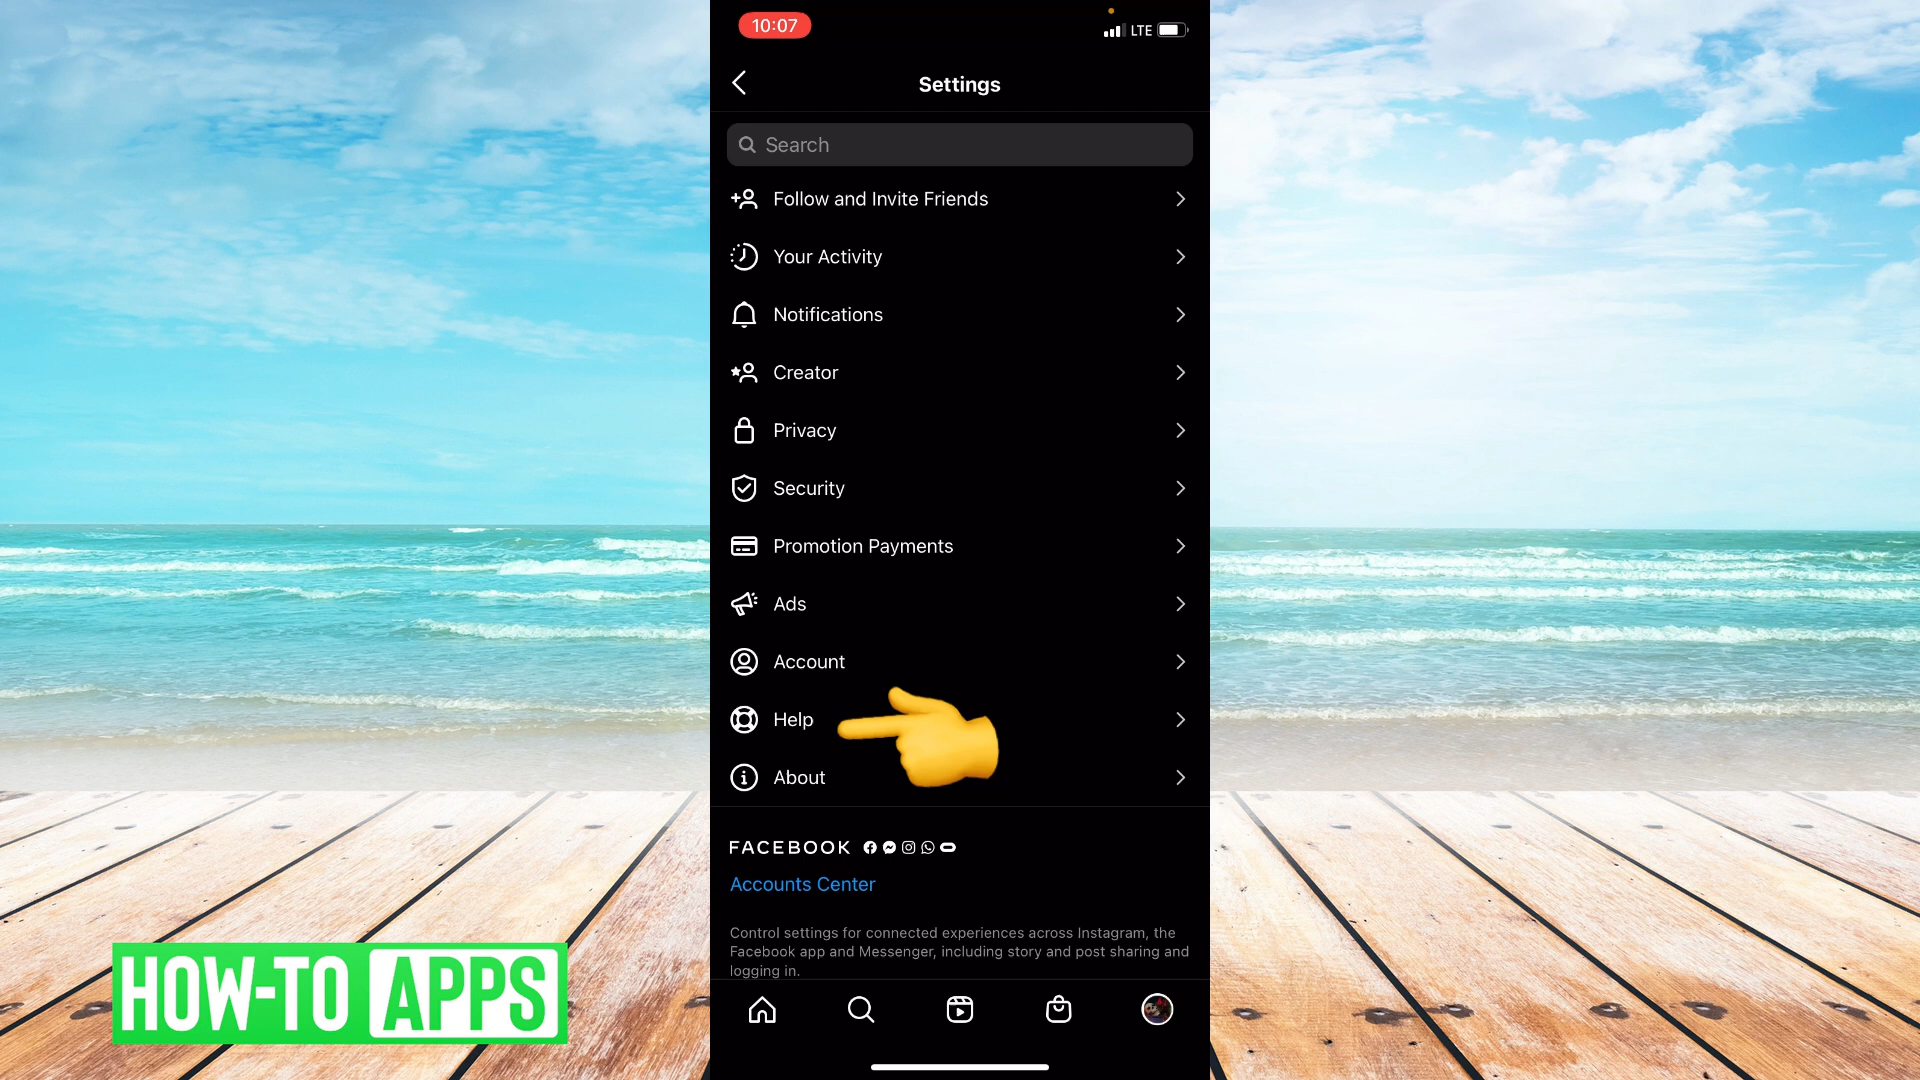 10:07
LTE
Settings
Search
Follow and Invite Friends
Your Activity
Notifications
Creator
Privacy
Security
Promotion Payments
Ads
Account
Help
About
FACEBOOK
Accounts Center
Control settings for connected experiences across Instagram, the
Facebook app and Messenger, including story and post sharing and
logging in.
HOW-TO APPS